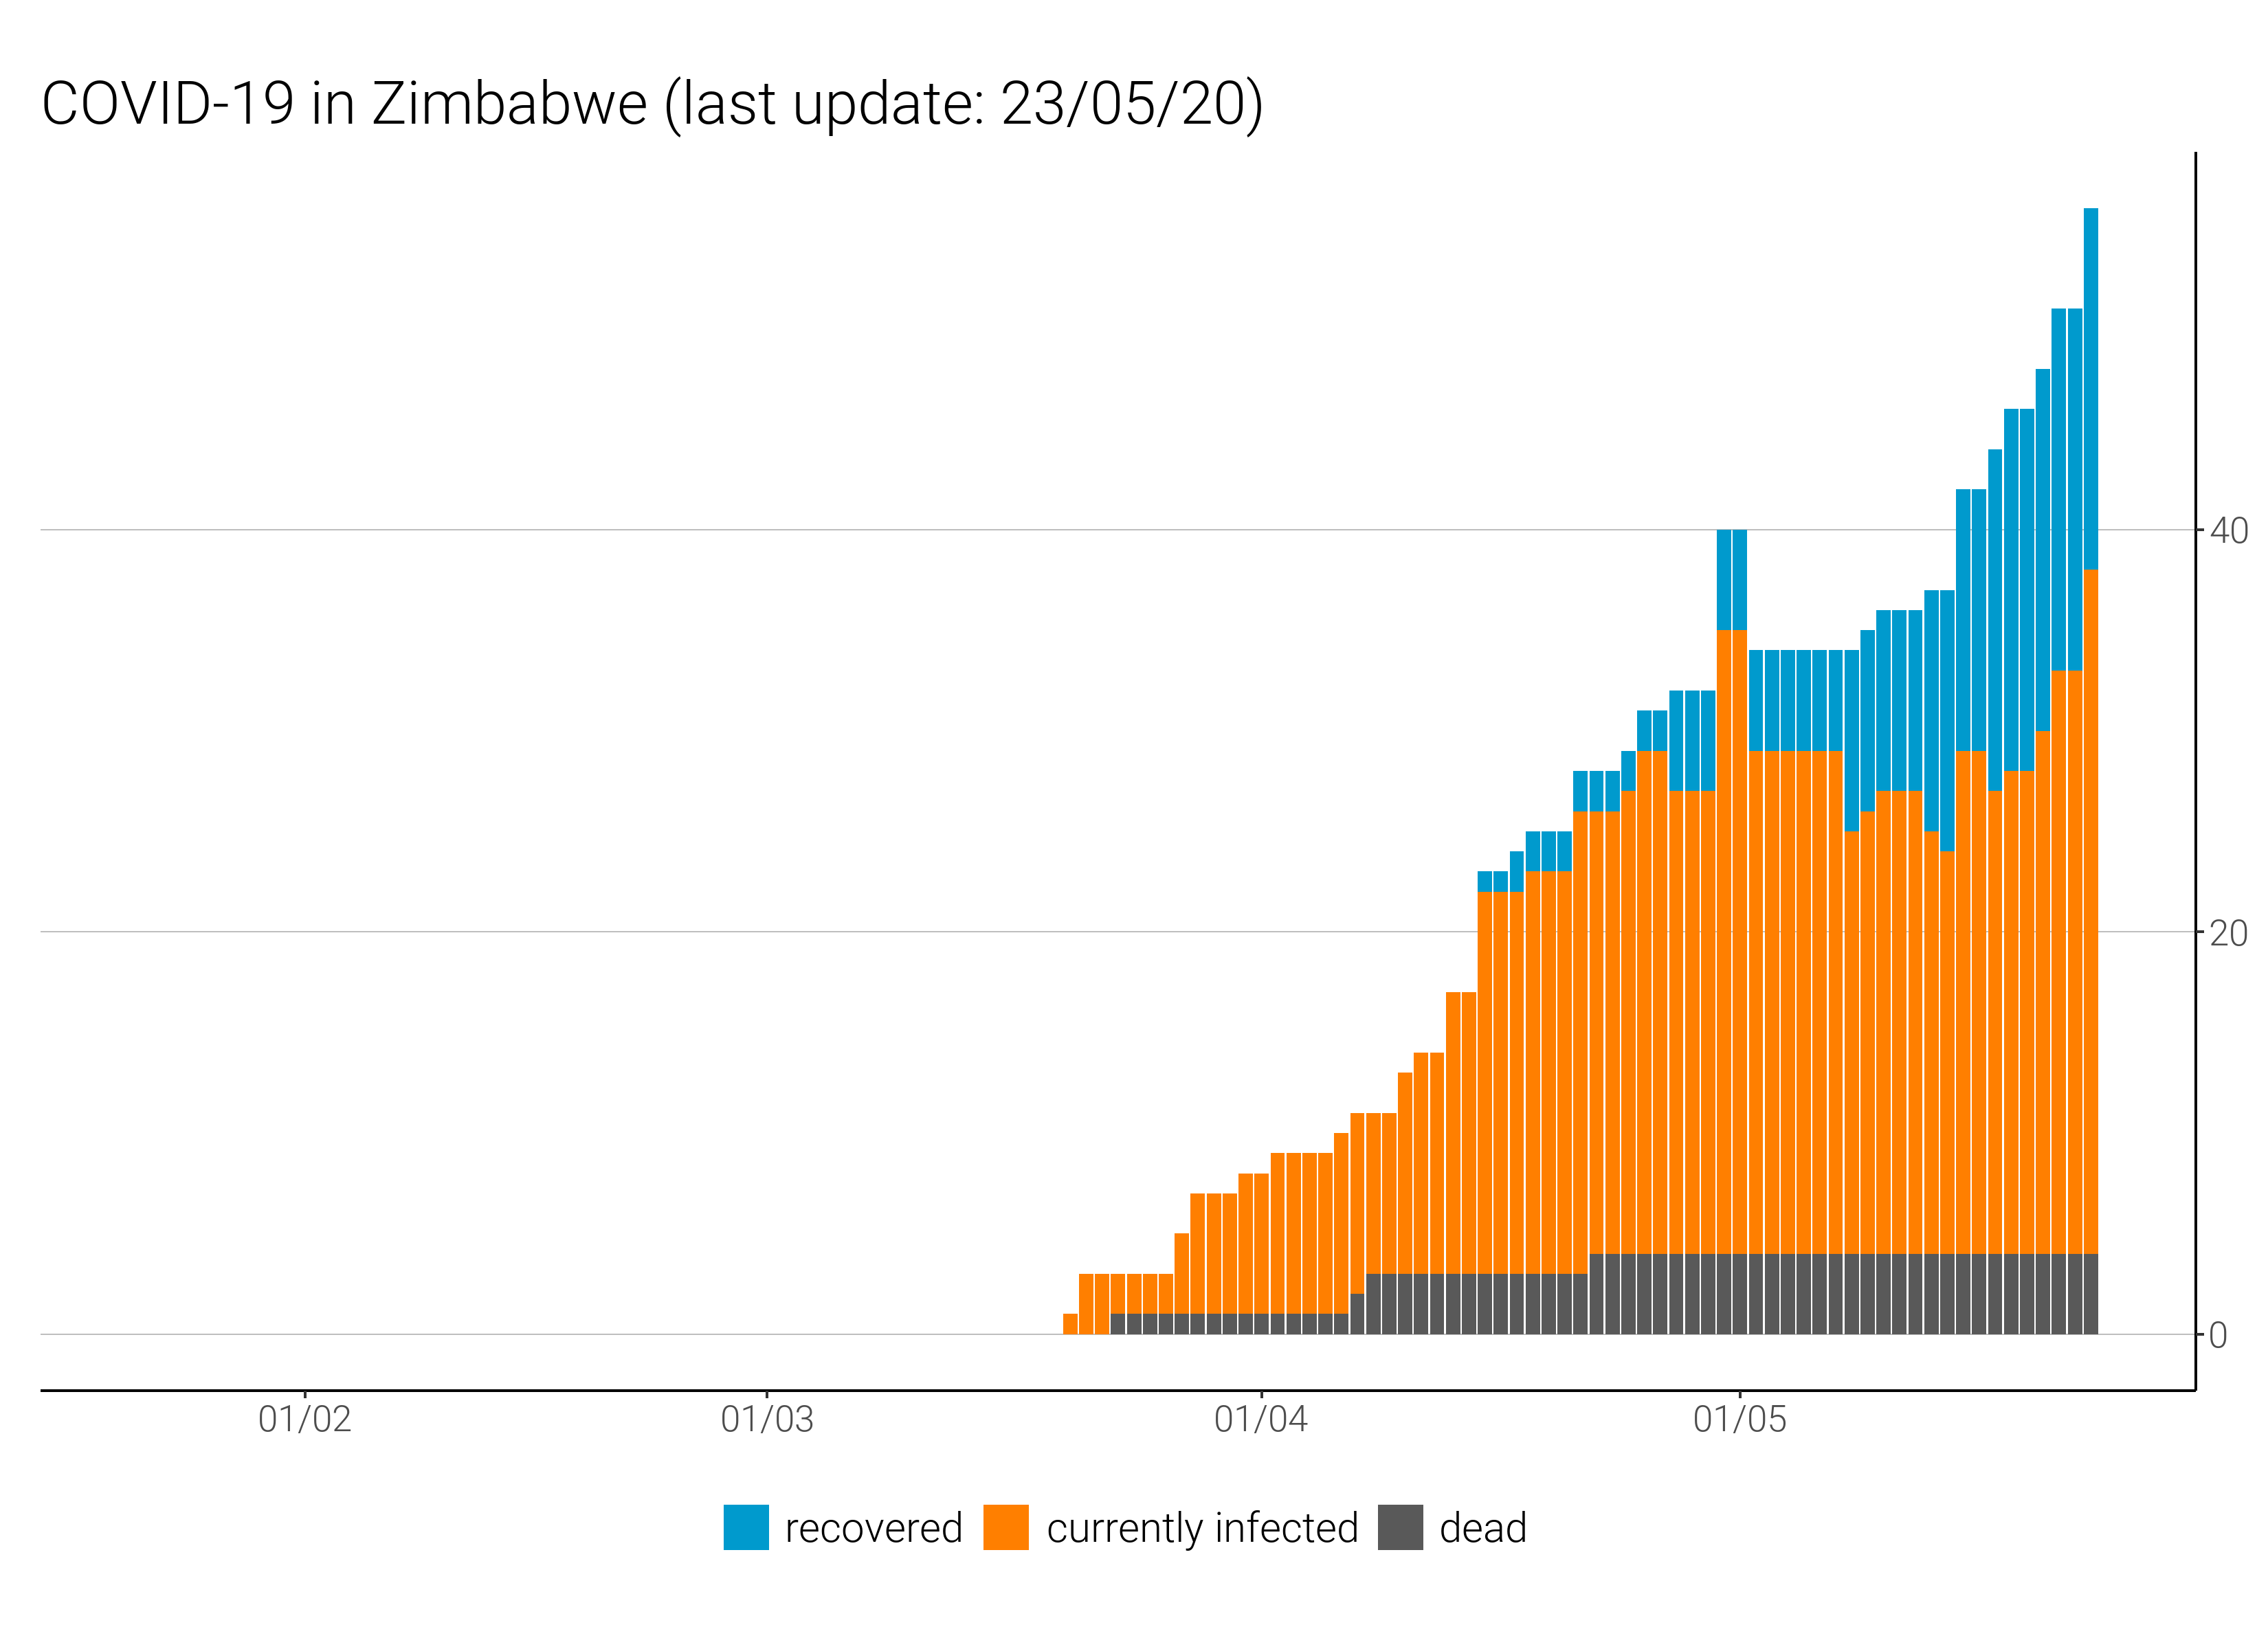 COVID-19 in Zimbabwe (last update: 23/05/20)
40
20
0
01/02 01/03 01/04 01/05
recovered currently infected dead